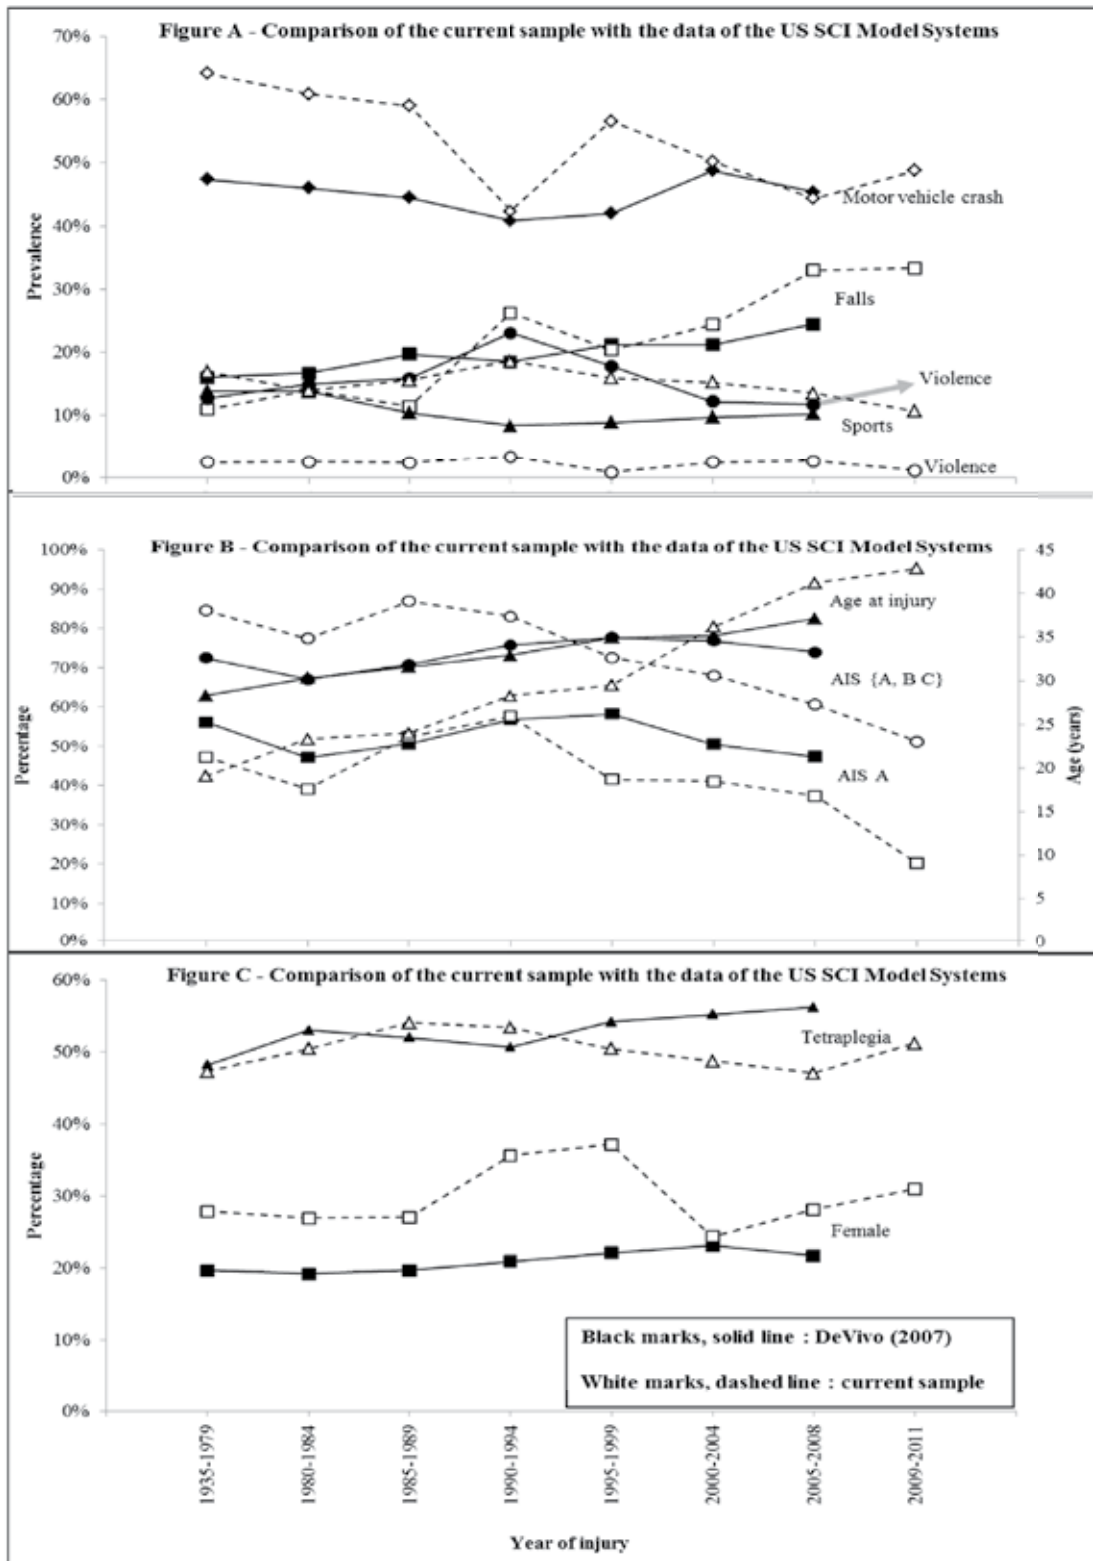 Figure A - Comparison of the current sample with the data of the US SCI Model Systems
70%
60%
50%
40%
30%
20%
10%
0%
Prevalence
Motor vehicle crash
Falls
Violence
Sports
Violence
Figure B - Comparison of the current sample with the data of the US SCI Model Systems
100%
90%
80%
70%
60%
50%
40%
30%
20%
10%
0%
Percentage
45
40
35
30
25
20
15
10
5
0
Age (years)
Age at injury
AIS {A, B C}
AIS A
Figure C - Comparison of the current sample with the data of the US SCI Model Systems
60%
50%
40%
30%
20%
10%
0%
Percentage
Tetraplegia
Female
Black marks, solid line : DeVivo (2007)
White marks, dashed line : current sample
1935-1979
1980-1984
1985-1989
1990-1994
1995-1999
2000-2004
2005-2008
2009-2011
Year of injury